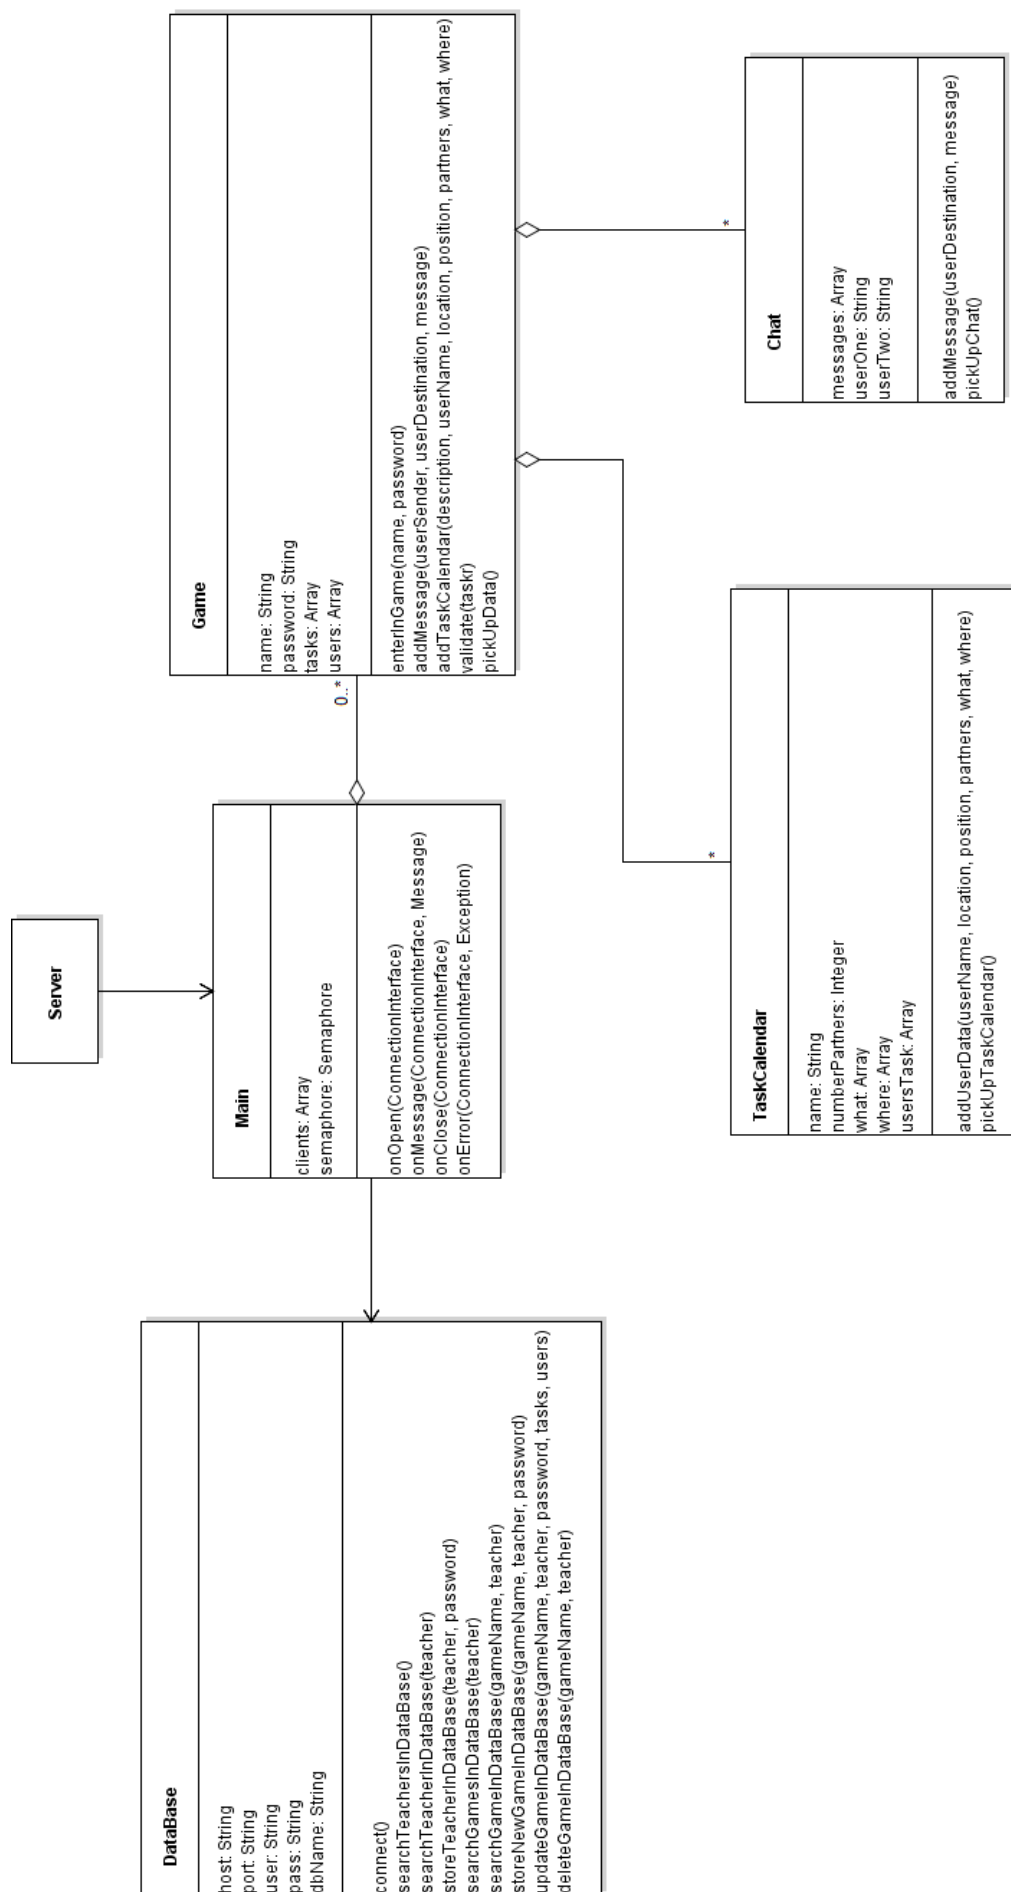 Server
DataBase
host: String
port: String
user: String
pass: String
dbName: String
connect()
searchTeachersInDataBase()
searchTeacherInDataBase(teacher)
storeTeacherInDataBase(teacher, password)
searchGamesInDataBase(teacher)
searchGameInDataBase(gameName, teacher)
storeNewGameInDataBase(gameName, teacher, password)
updateGameInDataBase(gameName, teacher, password, tasks, users)
deleteGameInDataBase(gameName, teacher)
Main
clients: Array
semaphore: Semaphore
onOpen(ConnectionInterface)
onMessage(ConnectionInterface, Message)
onClose(ConnectionInterface)
onError(ConnectionInterface, Exception)
0..*
Game
name: String
password: String
tasks: Array
users: Array
enterInGame(name, password)
addMessage(userSender, userDestination, message)
addTaskCalendar(description, userName, location, position, partners, what, where)
validate(taskr)
pickUpData()
*
*
TaskCalendar
name: String
numberPartners: Integer
what: Array
where: Array
usersTask: Array
addUserData(userName, location, position, partners, what, where)
pickUpTaskCalendar()
Chat
messages: Array
userOne: String
userTwo: String
addMessage(userDestination, message)
pickUpChat()